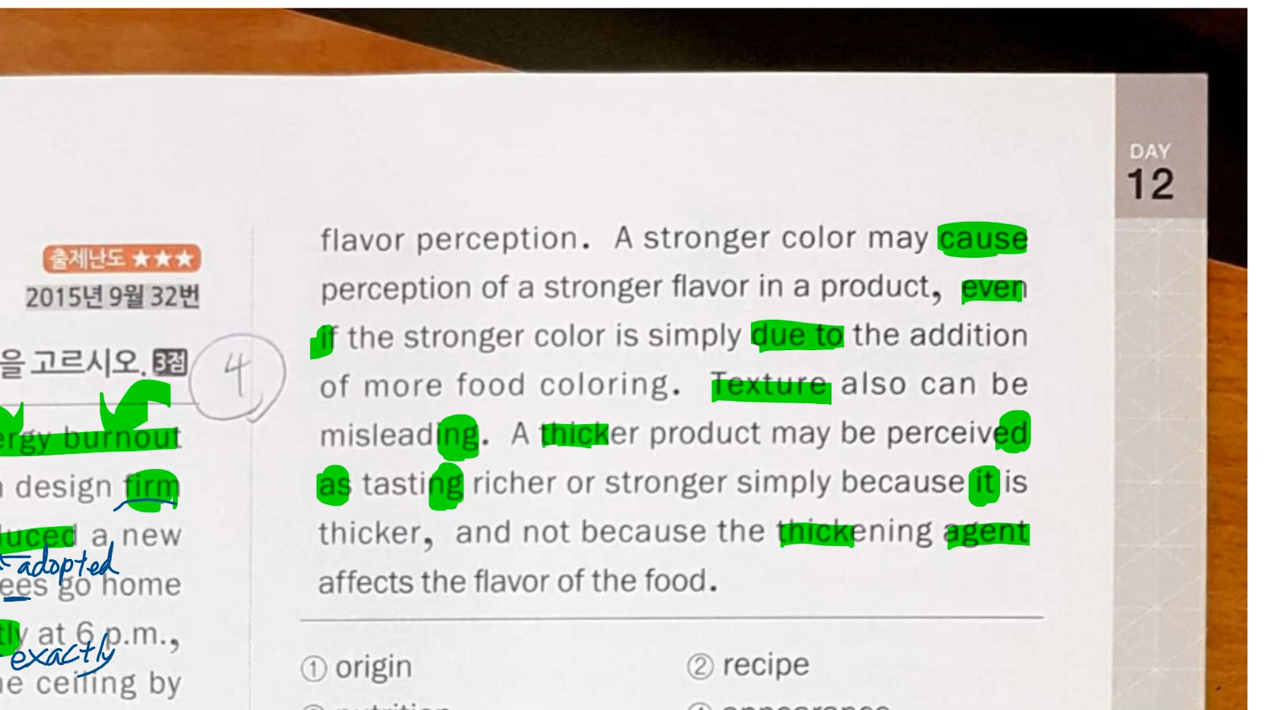 DAY
12
출제난도 ★★★
2015년 9월 32번
을 고르시오. 3점
4
ergy burnout
design firm
duced a new
adopted
ees go home
tly at 6 p.m.,
exactly
e ceiling by
flavor perception. A stronger color may cause
perception of a stronger flavor in a product, even
if the stronger color is simply due to the addition
of more food coloring. Texture also can be
misleading. A thicker product may be perceived
as tasting richer or stronger simply because it is
thicker, and not because the thickening agent
affects the flavor of the food.
① origin
② recipe